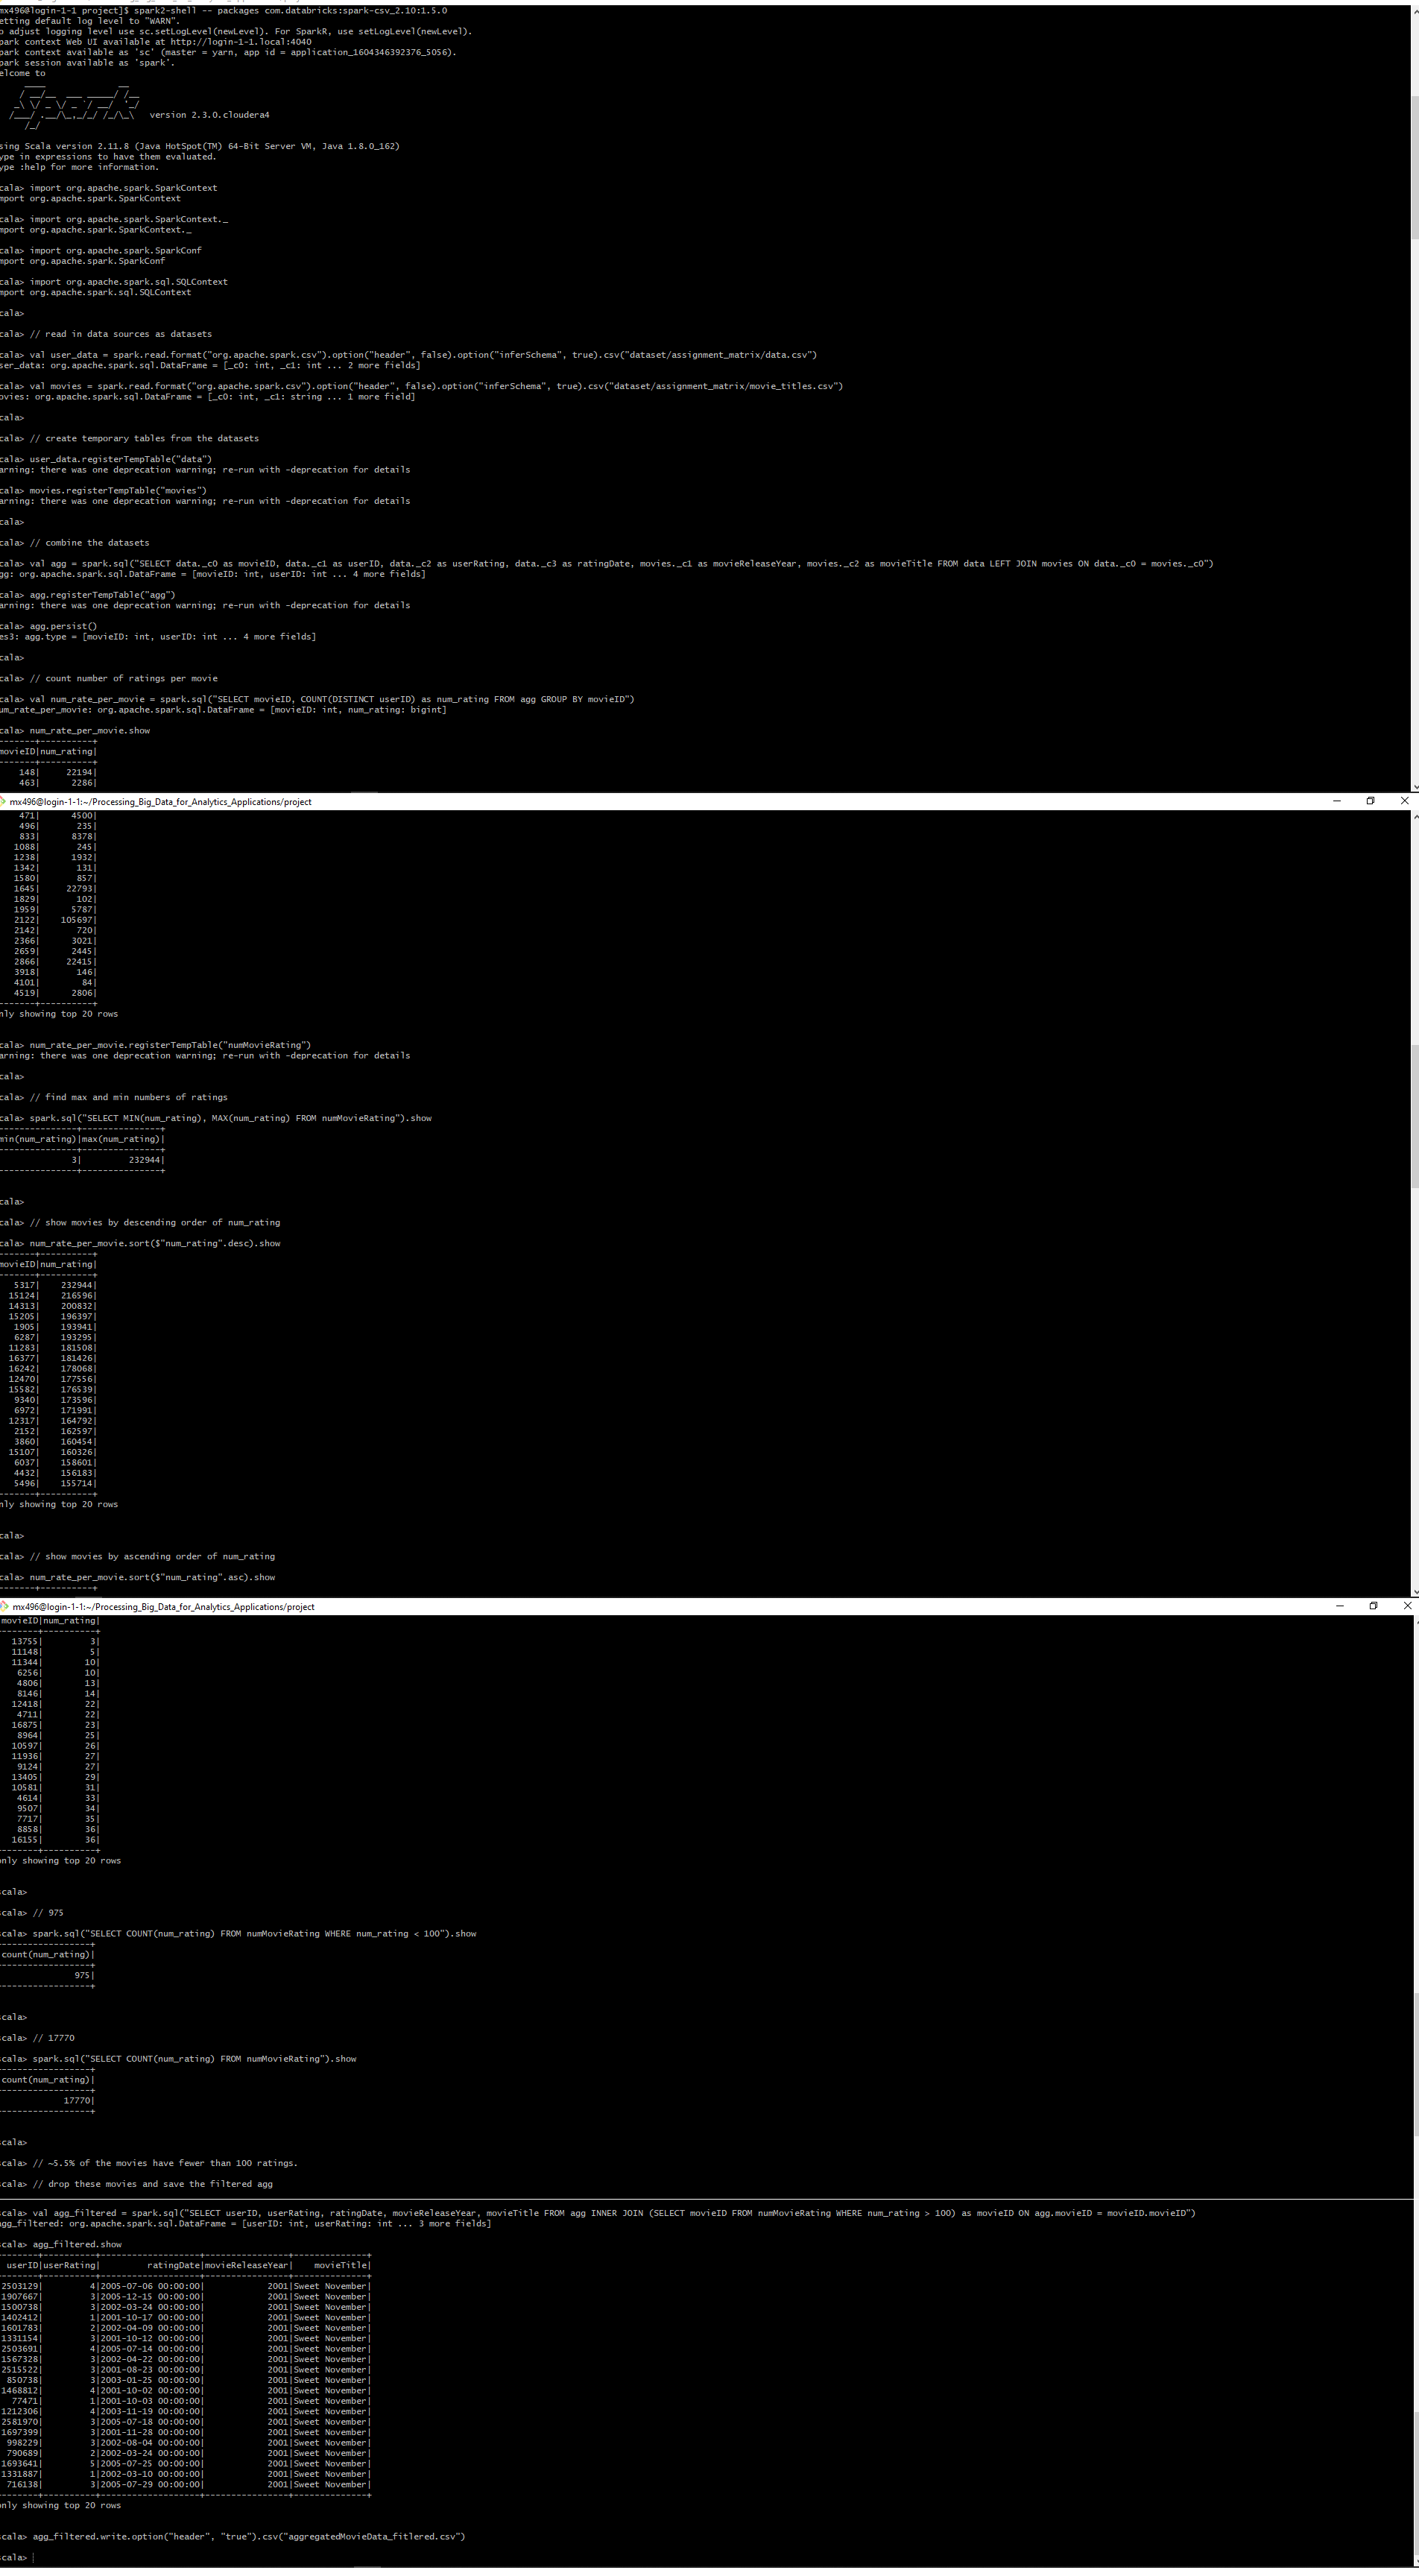 mx496@login-1-1 project]$ spark2-shell -- packages com.databricks:spark-csv_2.10:1.5.0
etting default log level to "WARN".
o adjust logging level use sc.setLogLevel(newLevel). For SparkR, use setLogLevel(newLevel).
park context Web UI available at http://login-1-1.local:4040
park context available as 'sc' (master = yarn, app id = application_1604346392376_5056).
park session available as 'spark'.
elcome to
version 2.3.0.cloudera4
sing Scala version 2.11.8 (Java HotSpot(TM) 64-Bit Server VM, Java 1.8.0_162)
ype in expressions to have them evaluated.
ype :help for more information.
cala> import org.apache.spark.SparkContext
mport org.apache.spark.SparkContext
cala> import org.apache.spark.SparkContext._
mport org.apache.spark.SparkContext._
cala> import org.apache.spark.SparkConf
mport org.apache.spark.SparkConf
cala> import org.apache.spark.sql.SQLContext
mport org.apache.spark.sql.SQLContext
cala>
cala> // read in data sources as datasets
cala> val user_data = spark.read.format("org.apache.spark.csv").option("header", false).option("inferSchema", true).csv("dataset/assignment_matrix/data.csv")
ser_data: org.apache.spark.sql.DataFrame = [_c0: int, _c1: int ... 2 more fields]
cala> val movies = spark.read.format("org.apache.spark.csv").option("header", false).option("inferSchema", true).csv("dataset/assignment_matrix/movie_titles.csv")
ovies: org.apache.spark.sql.DataFrame = [_c0: int, _c1: string ... 1 more field]
cala>
cala> // create temporary tables from the datasets
cala> user_data.registerTempTable("data")
arning: there was one deprecation warning; re-run with -deprecation for details
cala> movies.registerTempTable("movies")
arning: there was one deprecation warning; re-run with -deprecation for details
cala>
cala> // combine the datasets
cala> val agg = spark.sql("SELECT data._c0 as movieID, data._c1 as userID, data._c2 as userRating, data._c3 as ratingDate, movies._c1 as movieReleaseYear, movies._c2 as movieTitle FROM data LEFT JOIN movies ON data._c0 = movies._c0")
gg: org.apache.spark.sql.DataFrame = [movieID: int, userID: int ... 4 more fields]
cala> agg.registerTempTable("agg")
arning: there was one deprecation warning; re-run with -deprecation for details
cala> agg.persist()
es3: agg.type = [movieID: int, userID: int ... 4 more fields]
cala>
cala> // count number of ratings per movie
cala> val num_rate_per_movie = spark.sql("SELECT movieID, COUNT(DISTINCT userID) as num_rating FROM agg GROUP BY movieID")
um_rate_per_movie: org.apache.spark.sql.DataFrame = [movieID: int, num_rating: bigint]
cala> num_rate_per_movie.show
-------+----------+
movieID|num_rating|
-------+----------+
148| 22194|
463| 2286|
mx496@login-1-1:~/Processing_Big_Data_for_Analytics_Applications/project
471| 4500|
496| 235|
833| 8378|
1088| 245|
1238| 1932|
1342| 131|
1580| 857|
1645| 22793|
1829| 102|
1959| 5787|
2122| 105697|
2142| 720|
2366| 3021|
2659| 2445|
2866| 22415|
3918| 146|
4101| 84|
4519| 2806|
-------+----------+
nly showing top 20 rows
cala> num_rate_per_movie.registerTempTable("numMovieRating")
arning: there was one deprecation warning; re-run with -deprecation for details
cala>
cala> // find max and min numbers of ratings
cala> spark.sql("SELECT MIN(num_rating), MAX(num_rating) FROM numMovieRating").show
---------------+---------------+
min(num_rating)|max(num_rating)|
---------------+---------------+
3| 232944|
---------------+---------------+
cala>
cala> // show movies by descending order of num_rating
cala> num_rate_per_movie.sort($"num_rating".desc).show
-------+----------+
movieID|num_rating|
-------+----------+
5317| 232944|
15124| 216596|
14313| 200832|
15205| 196397|
1905| 193941|
6287| 193295|
11283| 181508|
16377| 181426|
16242| 178068|
12470| 177556|
15582| 176539|
9340| 173596|
6972| 171991|
12317| 164792|
2152| 162597|
3860| 160454|
15107| 160326|
6037| 158601|
4432| 156183|
5496| 155714|
-------+----------+
nly showing top 20 rows
cala>
cala> // show movies by ascending order of num_rating
cala> num_rate_per_movie.sort($"num_rating".asc).show
-------+----------+
mx496@login-1-1:~/Processing_Big_Data_for_Analytics_Applications/project
movieID|num_rating|
-------+----------+
13755| 3|
11148| 5|
11344| 10|
6256| 10|
4806| 13|
8146| 14|
12418| 22|
4711| 22|
16875| 23|
8964| 25|
10597| 26|
11936| 27|
9124| 27|
13405| 29|
10581| 31|
4614| 33|
9507| 34|
7717| 35|
8858| 36|
16155| 36|
-------+----------+
only showing top 20 rows
scala>
scala> // 975
scala> spark.sql("SELECT COUNT(num_rating) FROM numMovieRating WHERE num_rating < 100").show
-----------------+
count(num_rating)|
-----------------+
975|
-----------------+
scala>
scala> // 17770
scala> spark.sql("SELECT COUNT(num_rating) FROM numMovieRating").show
-----------------+
count(num_rating)|
-----------------+
17770|
-----------------+
scala>
scala> // ~5.5% of the movies have fewer than 100 ratings.
scala> // drop these movies and save the filtered agg
scala> val agg_filtered = spark.sql("SELECT userID, userRating, ratingDate, movieReleaseYear, movieTitle FROM agg INNER JOIN (SELECT movieID FROM numMovieRating WHERE num_rating > 100) as movieID ON agg.movieID = movieID.movieID")
agg_filtered: org.apache.spark.sql.DataFrame = [userID: int, userRating: int ... 3 more fields]
scala> agg_filtered.show
-------+----------+-------------------+----------------+--------------+
userID|userRating| ratingDate|movieReleaseYear| movieTitle|
-------+----------+-------------------+----------------+--------------+
2503129| 4|2005-07-06 00:00:00| 2001|Sweet November|
1907667| 3|2005-12-15 00:00:00| 2001|Sweet November|
1500738| 3|2002-03-24 00:00:00| 2001|Sweet November|
1402412| 1|2001-10-17 00:00:00| 2001|Sweet November|
1601783| 2|2002-04-09 00:00:00| 2001|Sweet November|
1331154| 3|2001-10-12 00:00:00| 2001|Sweet November|
2503691| 4|2005-07-14 00:00:00| 2001|Sweet November|
1567328| 3|2002-04-22 00:00:00| 2001|Sweet November|
2515522| 3|2001-08-23 00:00:00| 2001|Sweet November|
850738| 3|2003-01-25 00:00:00| 2001|Sweet November|
1468812| 4|2001-10-02 00:00:00| 2001|Sweet November|
77471| 1|2001-10-03 00:00:00| 2001|Sweet November|
1212306| 4|2003-11-19 00:00:00| 2001|Sweet November|
2581970| 3|2005-07-18 00:00:00| 2001|Sweet November|
1697399| 3|2001-11-28 00:00:00| 2001|Sweet November|
998229| 3|2002-08-04 00:00:00| 2001|Sweet November|
790689| 2|2002-03-24 00:00:00| 2001|Sweet November|
1693641| 5|2005-07-25 00:00:00| 2001|Sweet November|
1331887| 1|2002-03-10 00:00:00| 2001|Sweet November|
716138| 3|2005-07-29 00:00:00| 2001|Sweet November|
-------+----------+-------------------+----------------+--------------+
only showing top 20 rows
scala> agg_filtered.write.option("header", "true").csv("aggregatedMovieData_fitlered.csv")
scala>